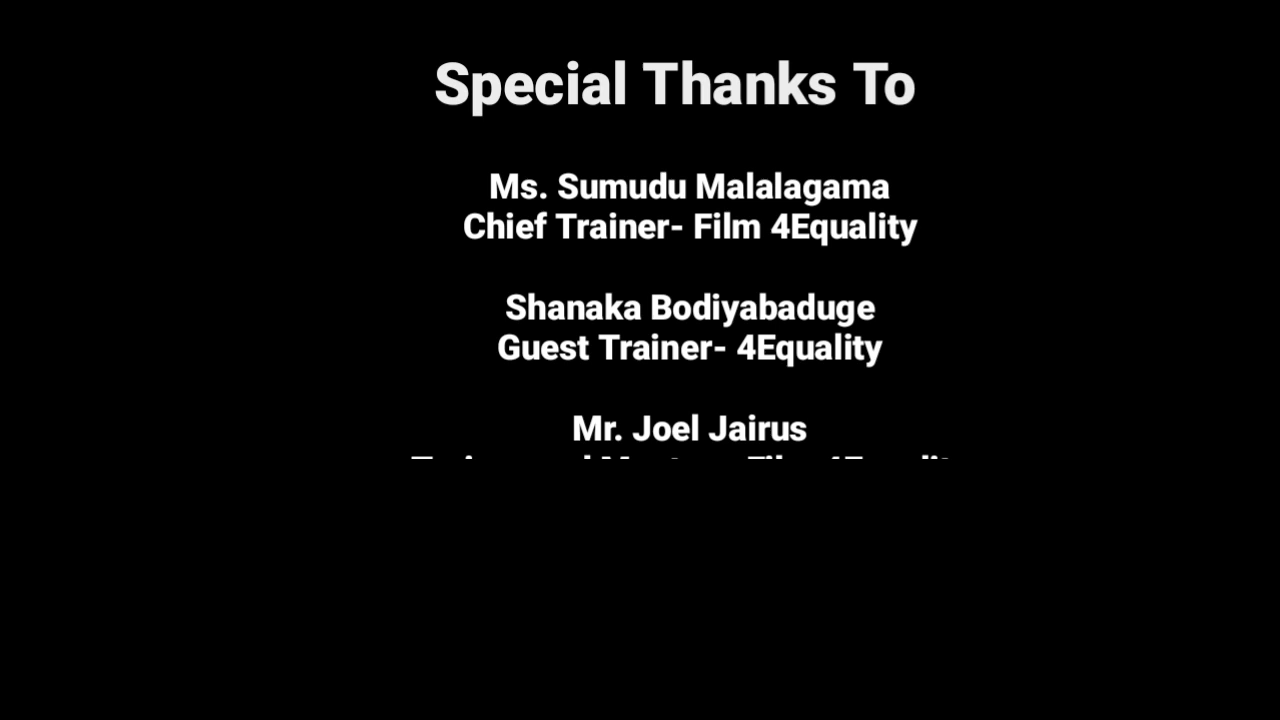 Special Thanks To
Ms. Sumudu Malalagama
Chief Trainer- Film 4Equality
Shanaka Bodiyabaduge
Guest Trainer- 4Equality
Mr. Joel Jairus